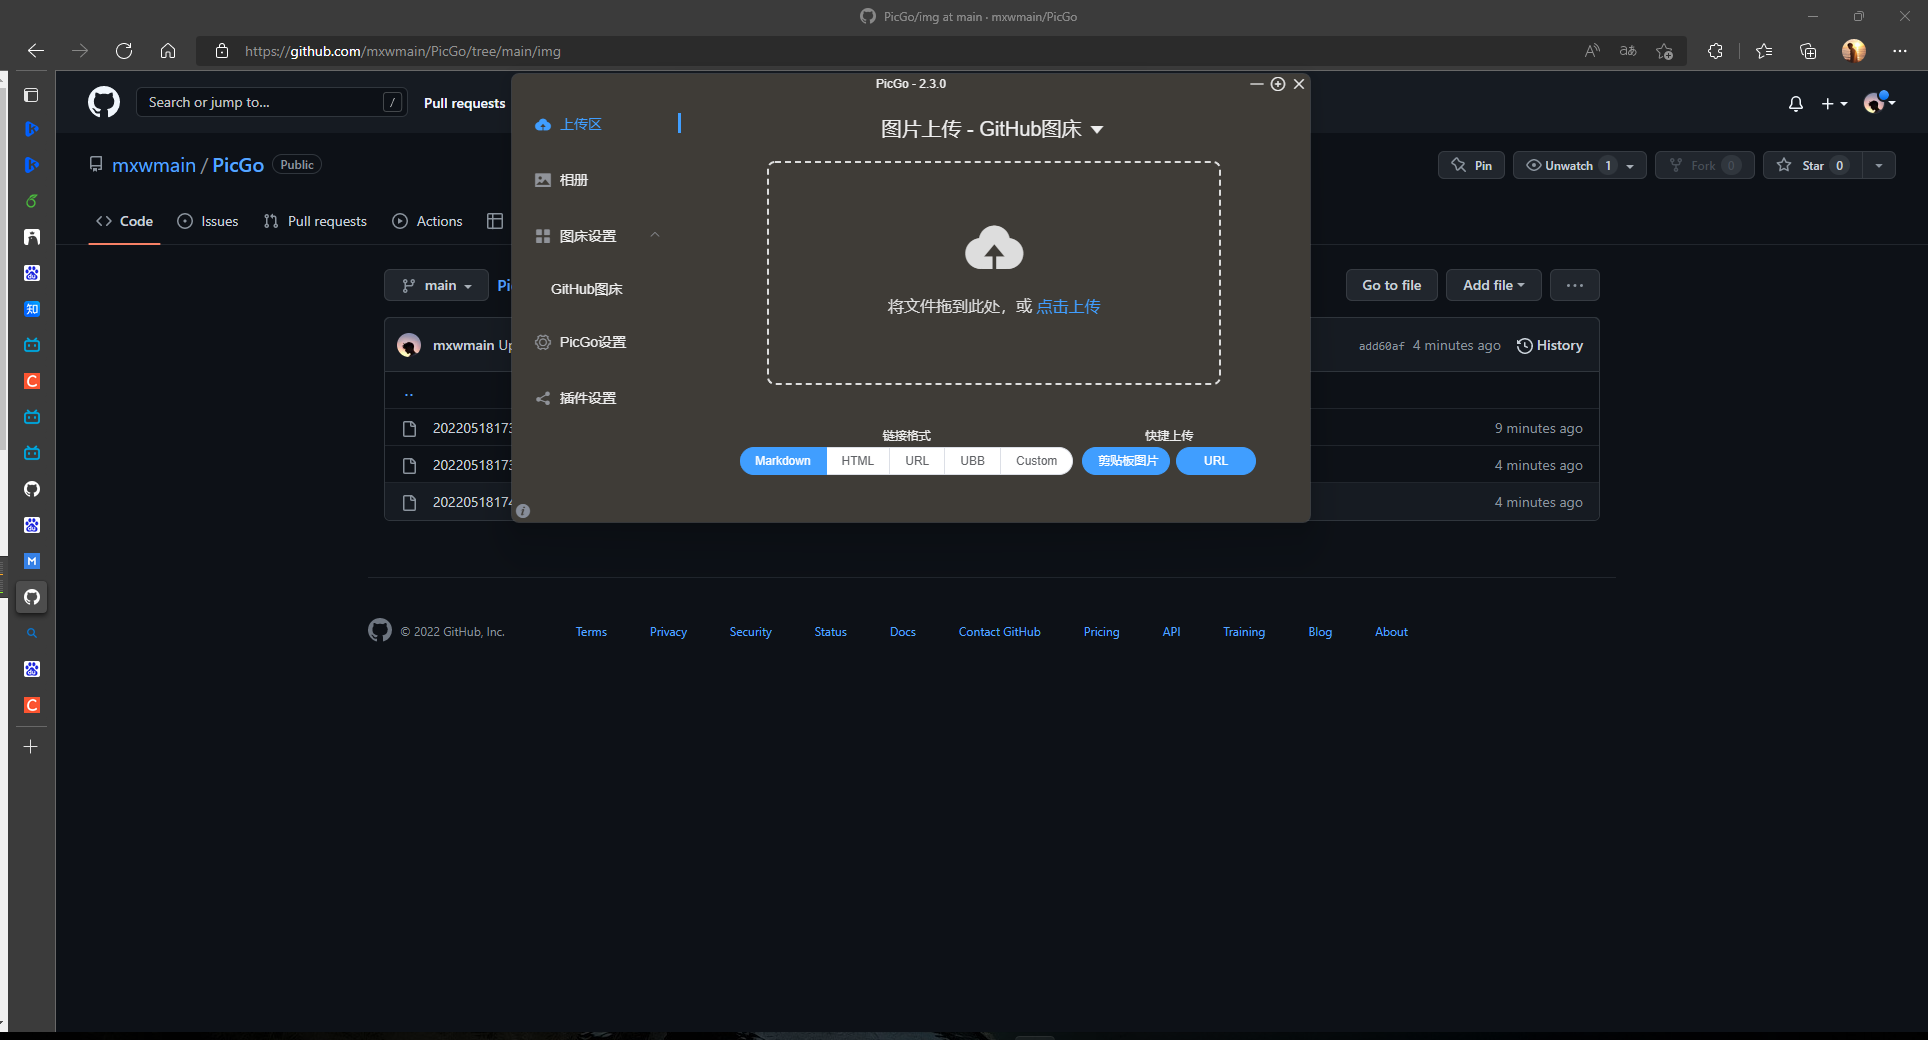 PicGo/img at main · mxwmain/PicGo
https://github.com/mxwmain/PicGo/tree/main/img
Search or jump to...
/
Pull requests
mxwmain / PicGo Public
Pin
Unwatch 1
Fork 0
Star 0
Code
Issues
Pull requests
Actions
main
Go to file
Add file
mxwmain
add60af 4 minutes ago
History
..
9 minutes ago
4 minutes ago
4 minutes ago
PicGo - 2.3.0
上传区
相册
图床设置
GitHub图床
PicGo设置
插件设置
图片上传 - GitHub图床
将文件拖到此处，或 点击上传
链接格式
Markdown HTML URL UBB Custom
快捷上传
剪贴板图片 URL
© 2022 GitHub, Inc.
Terms
Privacy
Security
Status
Docs
Contact GitHub
Pricing
API
Training
Blog
About